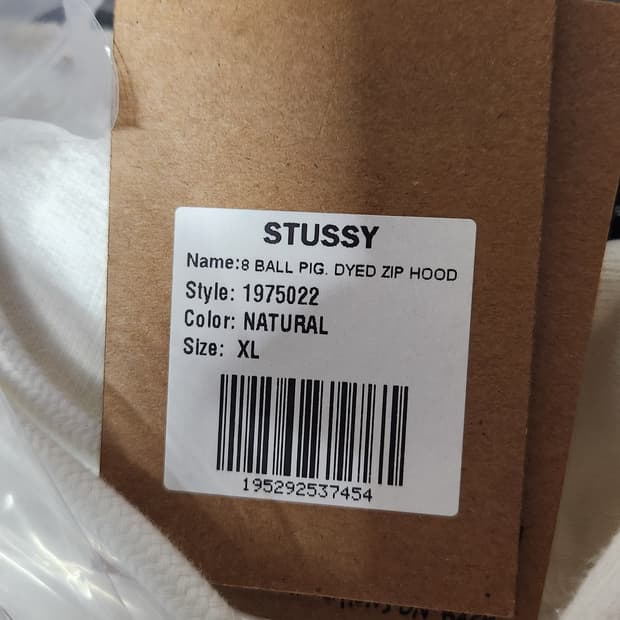 STUSSY
Name:8 BALL PIG. DYED ZIP HOOD
Style: 1975022
Color: NATURAL
Size: XL
195292537454